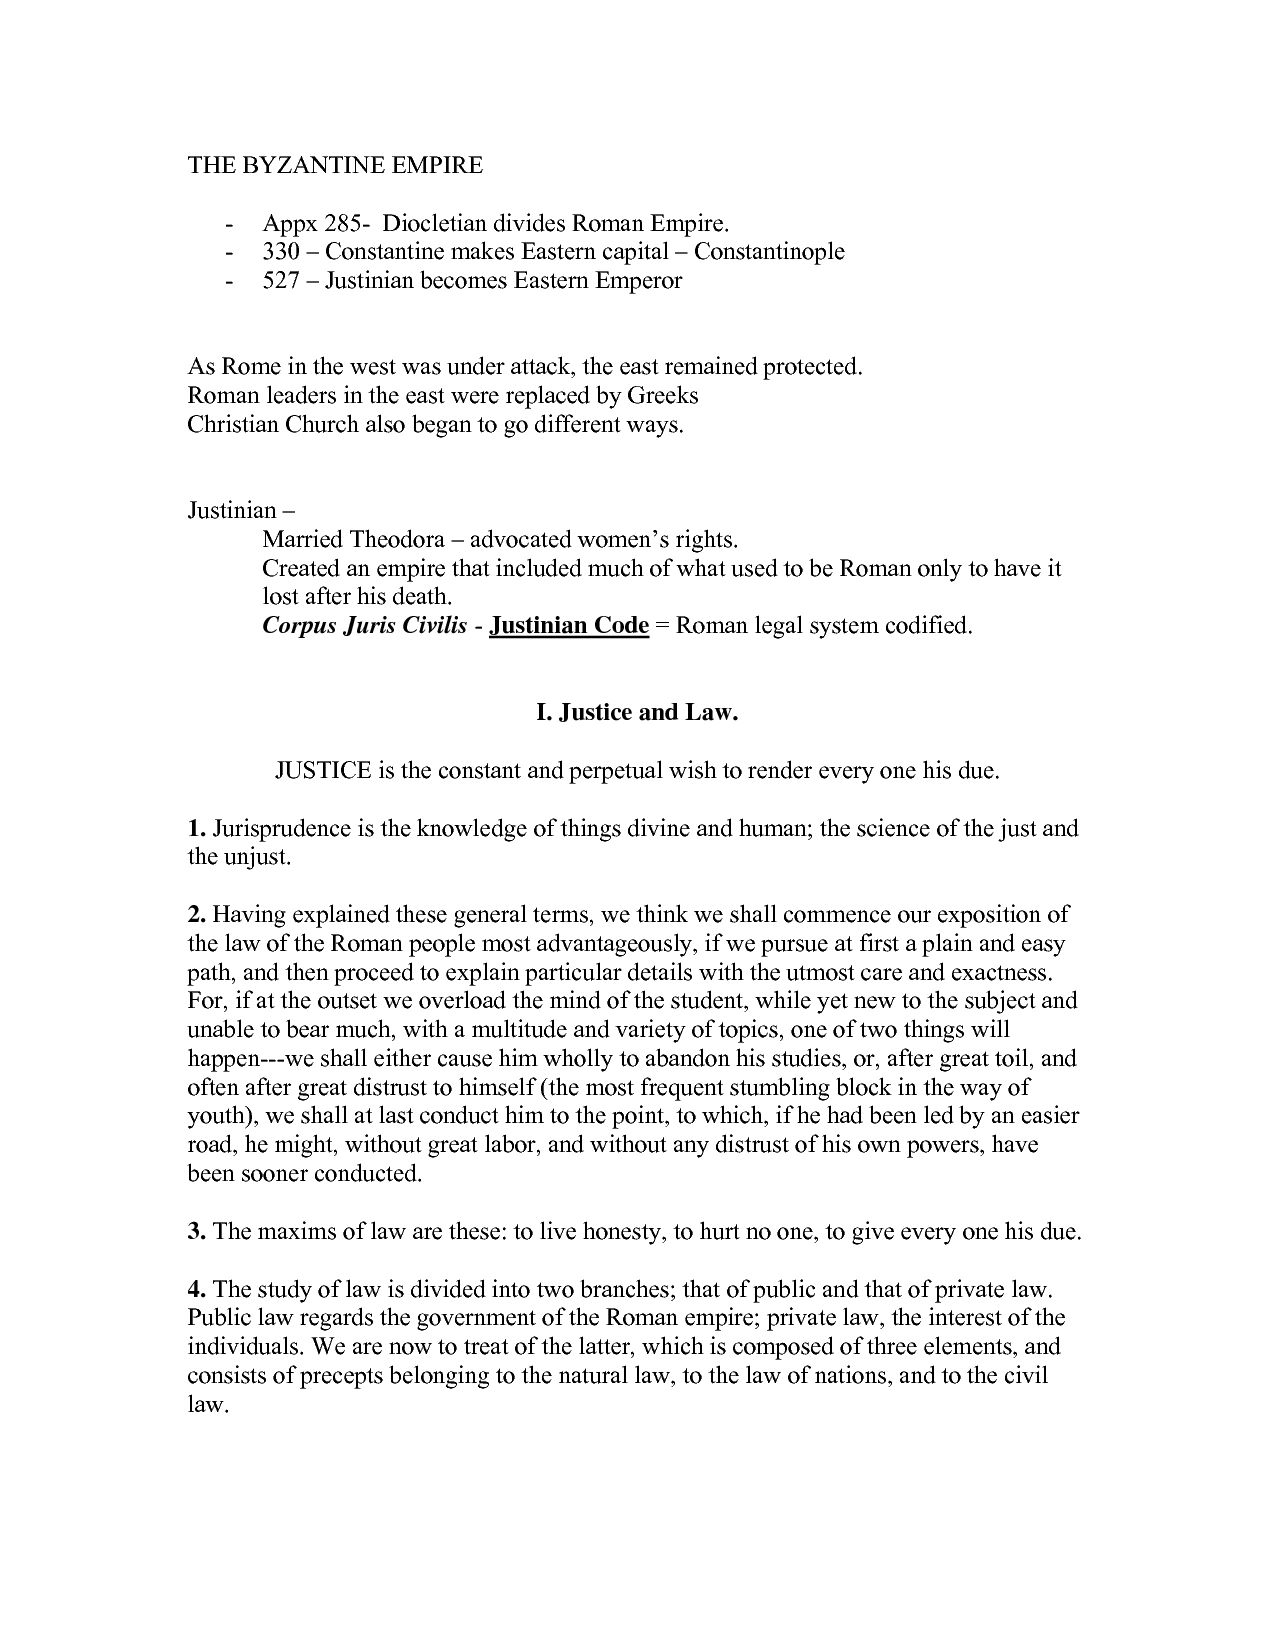 THE BYZANTINE EMPIRE
- Appx 285-  Diocletian divides Roman Empire.
- 330 – Constantine makes Eastern capital – Constantinople
- 527 – Justinian becomes Eastern Emperor
As Rome in the west was under attack, the east remained protected.
Roman leaders in the east were replaced by Greeks
Christian Church also began to go different ways.
Justinian –
Married Theodora – advocated women’s rights.
Created an empire that included much of what used to be Roman only to have it
lost after his death.
Corpus Juris Civilis - Justinian Code = Roman legal system codified.
I. Justice and Law.
JUSTICE is the constant and perpetual wish to render every one his due.
1. Jurisprudence is the knowledge of things divine and human; the science of the just and
the unjust.
2. Having explained these general terms, we think we shall commence our exposition of
the law of the Roman people most advantageously, if we pursue at first a plain and easy
path, and then proceed to explain particular details with the utmost care and exactness.
For, if at the outset we overload the mind of the student, while yet new to the subject and
unable to bear much, with a multitude and variety of topics, one of two things will
happen---we shall either cause him wholly to abandon his studies, or, after great toil, and
often after great distrust to himself (the most frequent stumbling block in the way of
youth), we shall at last conduct him to the point, to which, if he had been led by an easier
road, he might, without great labor, and without any distrust of his own powers, have
been sooner conducted.
3. The maxims of law are these: to live honesty, to hurt no one, to give every one his due.
4. The study of law is divided into two branches; that of public and that of private law.
Public law regards the government of the Roman empire; private law, the interest of the
individuals. We are now to treat of the latter, which is composed of three elements, and
consists of precepts belonging to the natural law, to the law of nations, and to the civil
law.